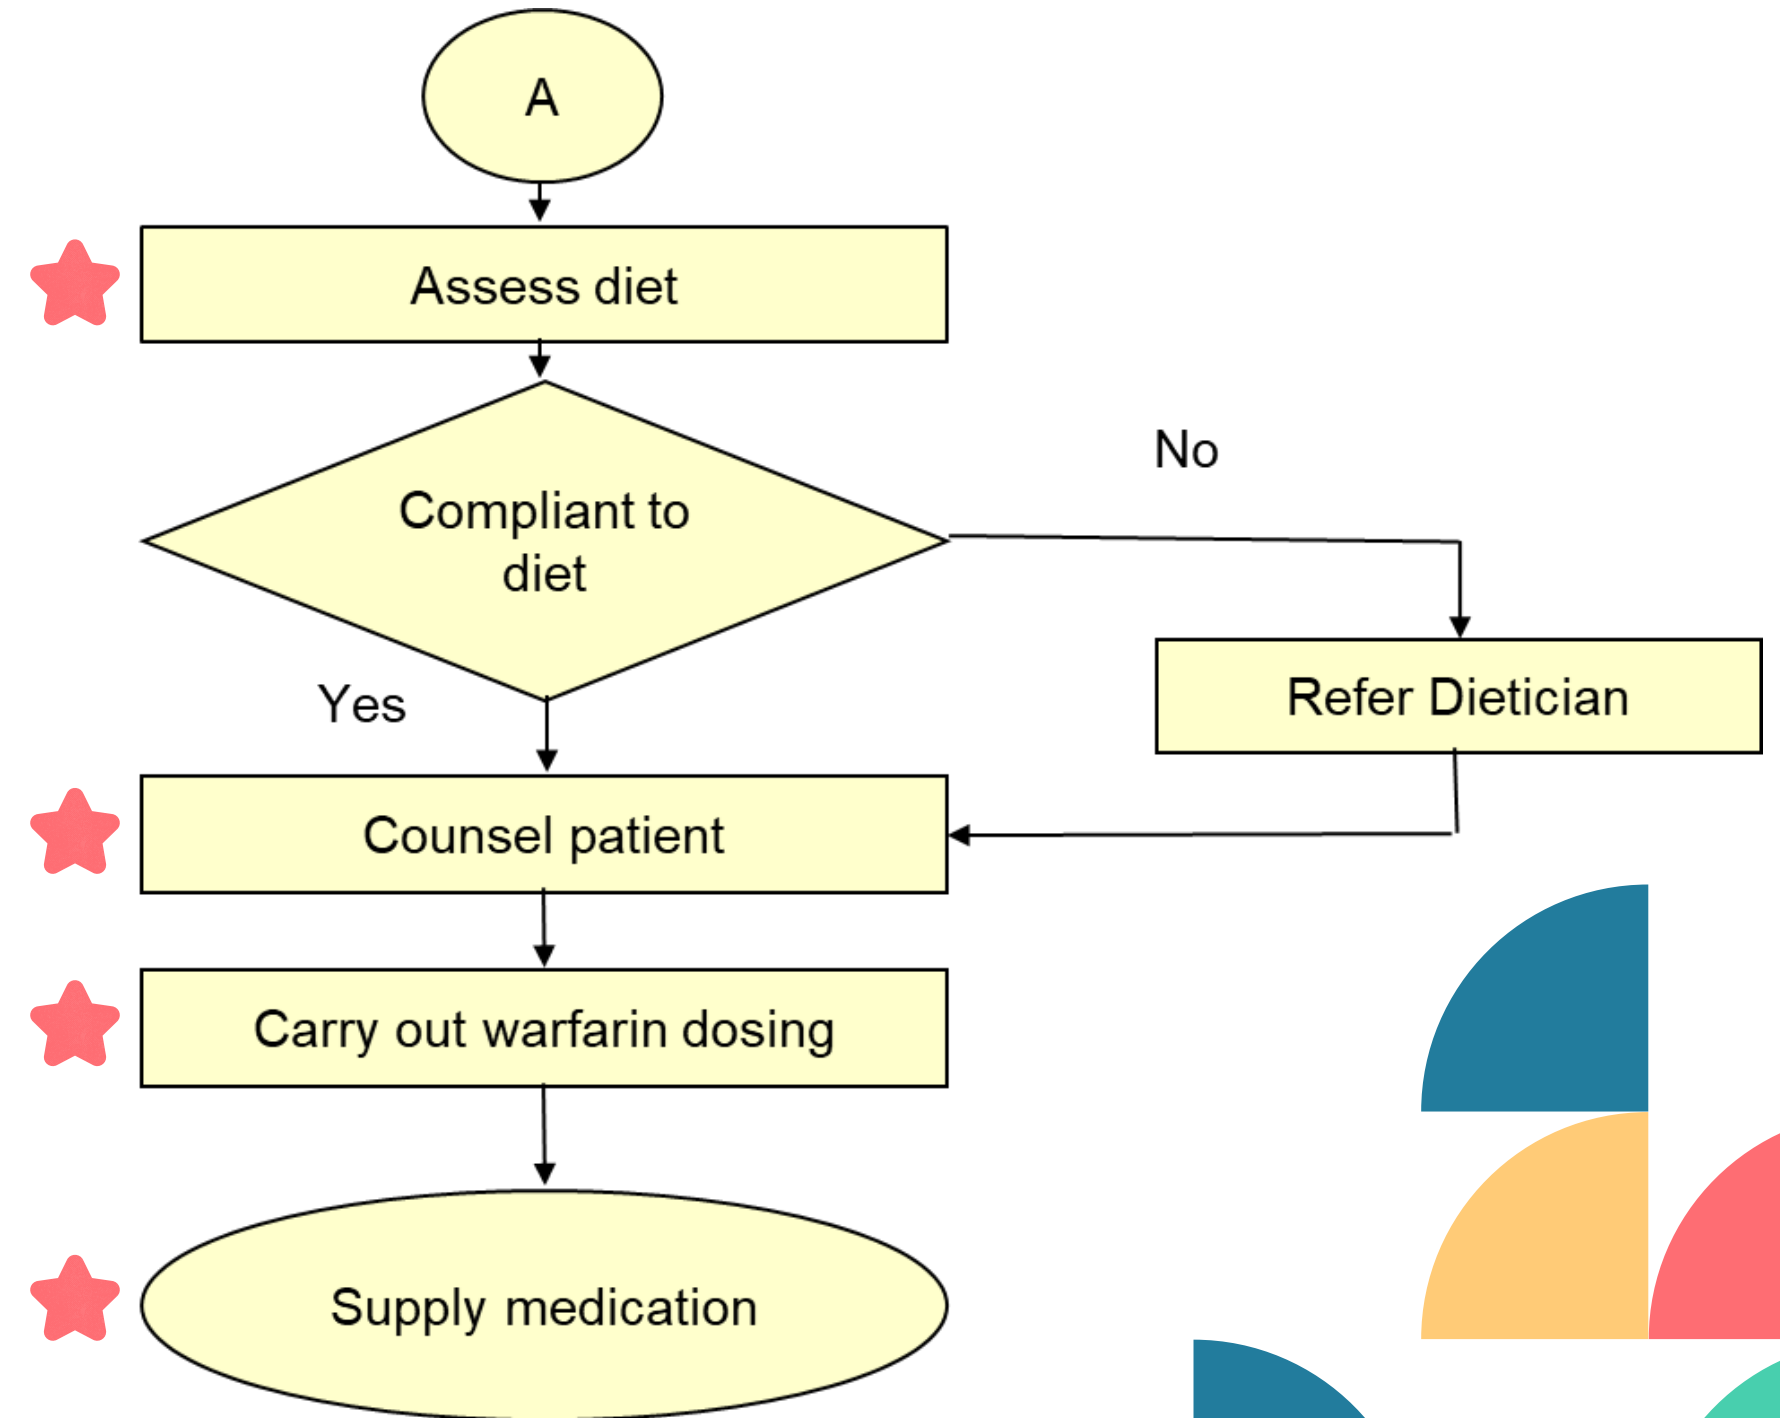 A
Assess diet
Compliant to
diet
No
Yes
Refer Dietician
Counsel patient
Carry out warfarin dosing
Supply medication